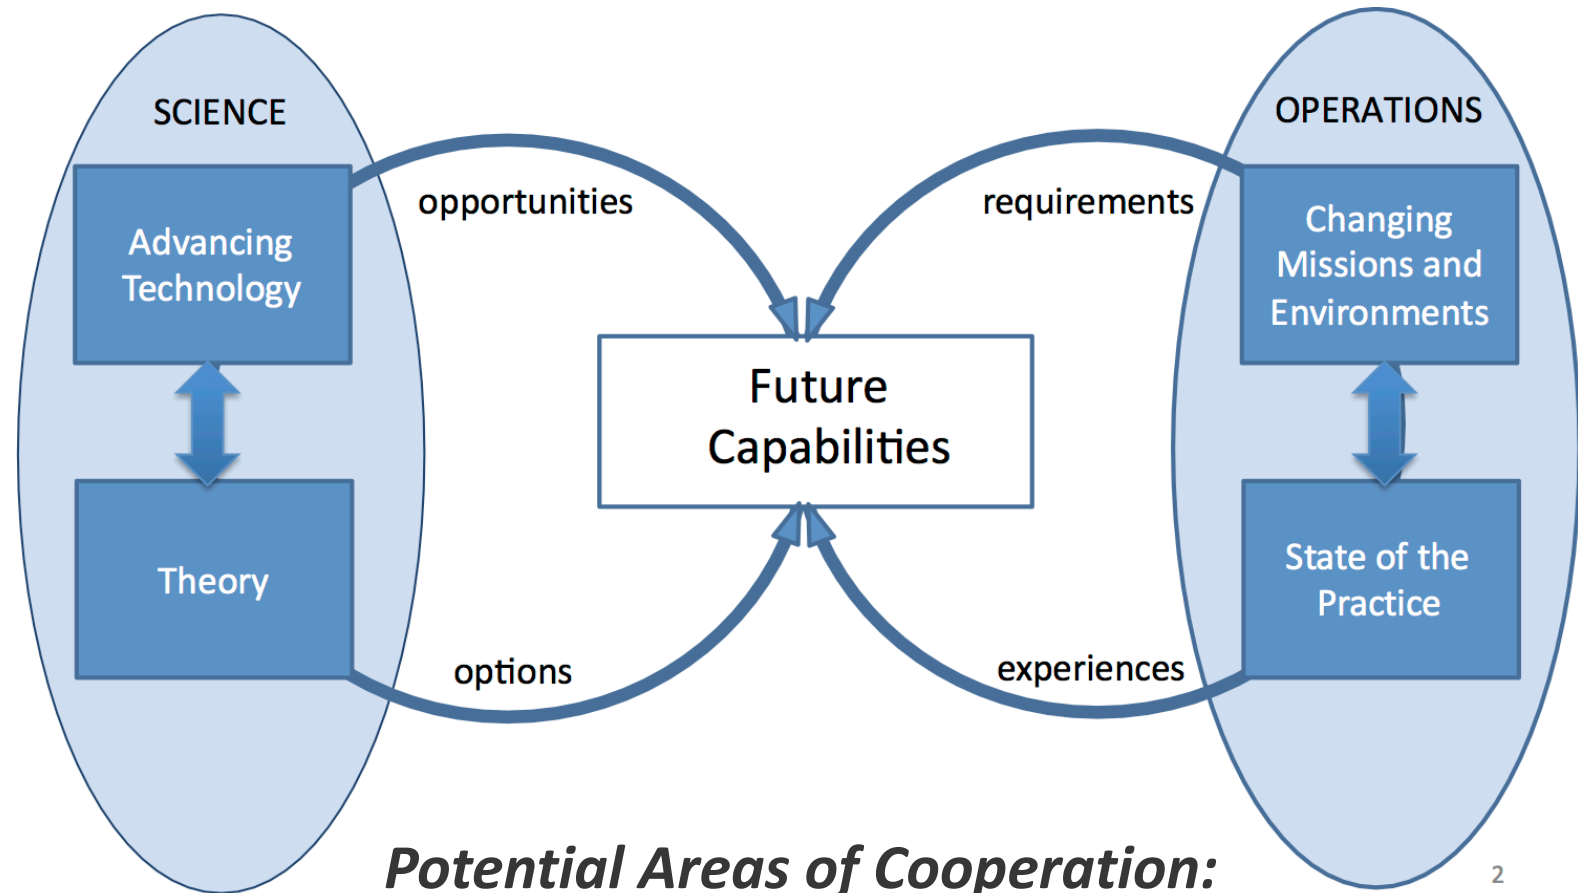 SCIENCE
Advancing
Technology
Theory
opportunities
options
Future
Capabilities
requirements
experiences
OPERATIONS
Changing
Missions and
Environments
State of the
Practice
Potential Areas of Cooperation:
2